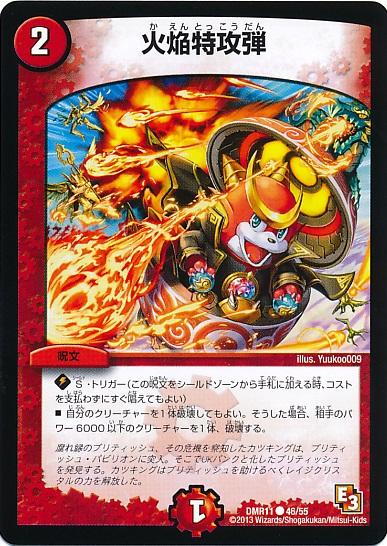 2
かえんとっこうだん
火焔特攻弾
illus. Yuukoo009
呪文
S・トリガー(この呪文をシールドゾーンから手札に加える時、コスト
を支払わずにすぐ唱えてもよい)
■ 自分のクリーチャーを1体破壊してもよい。そうした場合、相手のパ
ワー6000以下のクリーチャーを1体、破壊する。
腐れ縁のブリティッシュ、その危機を察知したカツキングは、ブリティ
ッシュ・パビリオンに突入。そこでUKパンクと化したブリティッシュ
を発見する。カツキングはブリティッシュを助けるべくレイジクリス
タルの力を解放した。
1
DMR11 ● 48/55
©2013 Wizards/Shogakukan/Mitsui-Kids
E3